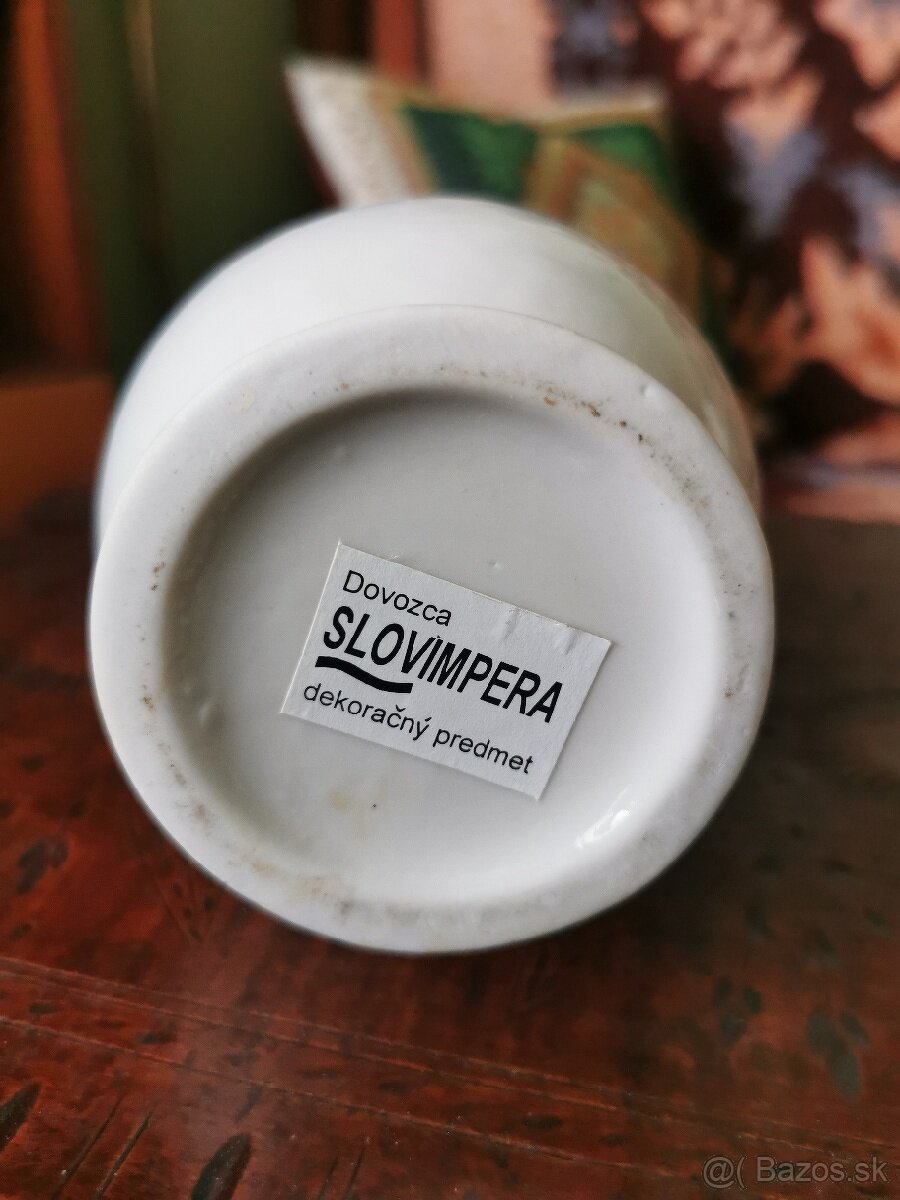 Dovozca
SLOVIMPERA
dekoračný predmet
@( Bazos.sk